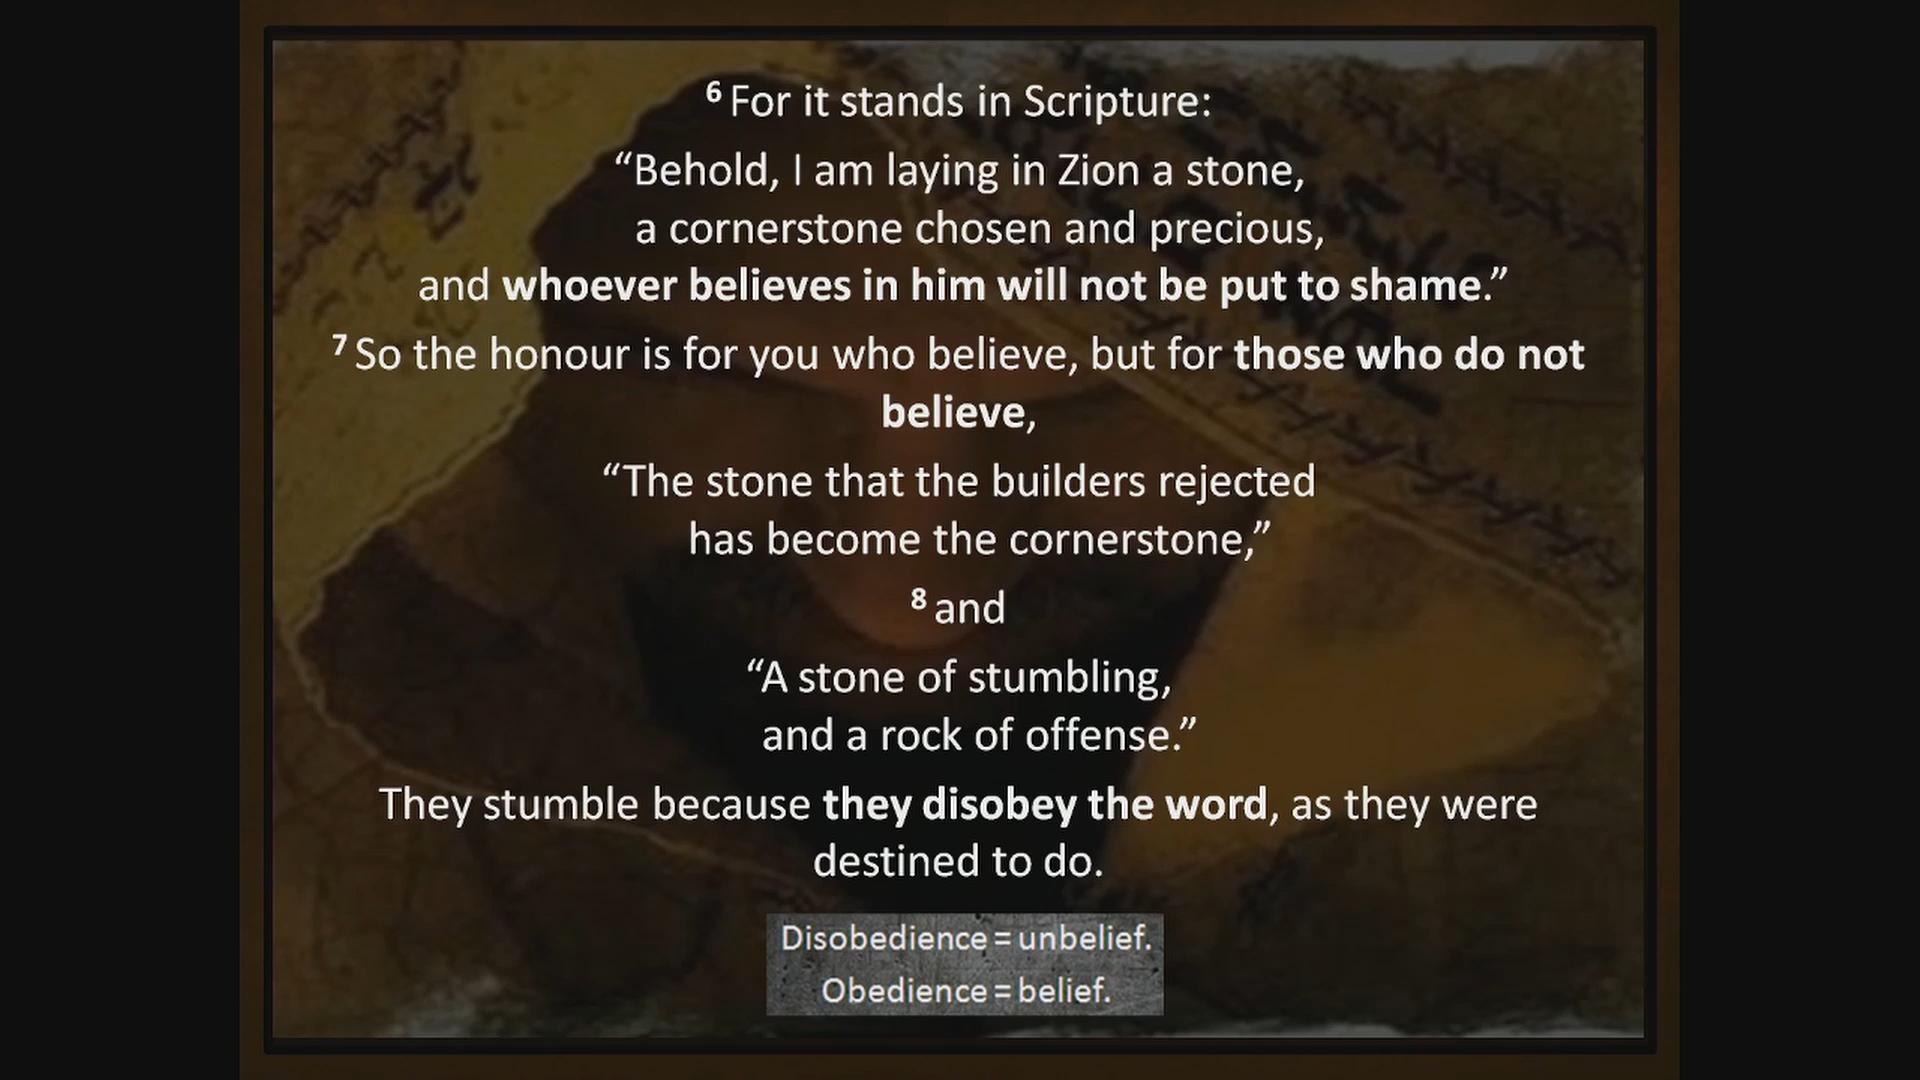 ⁶ For it stands in Scripture:
“Behold, I am laying in Zion a stone,
a cornerstone chosen and precious,
and whoever believes in him will not be put to shame.”
⁷ So the honour is for you who believe, but for those who do not
believe,
“The stone that the builders rejected
has become the cornerstone,”
⁸ and
“A stone of stumbling,
and a rock of offense.”
They stumble because they disobey the word, as they were
destined to do.
Disobedience = unbelief.
Obedience = belief.